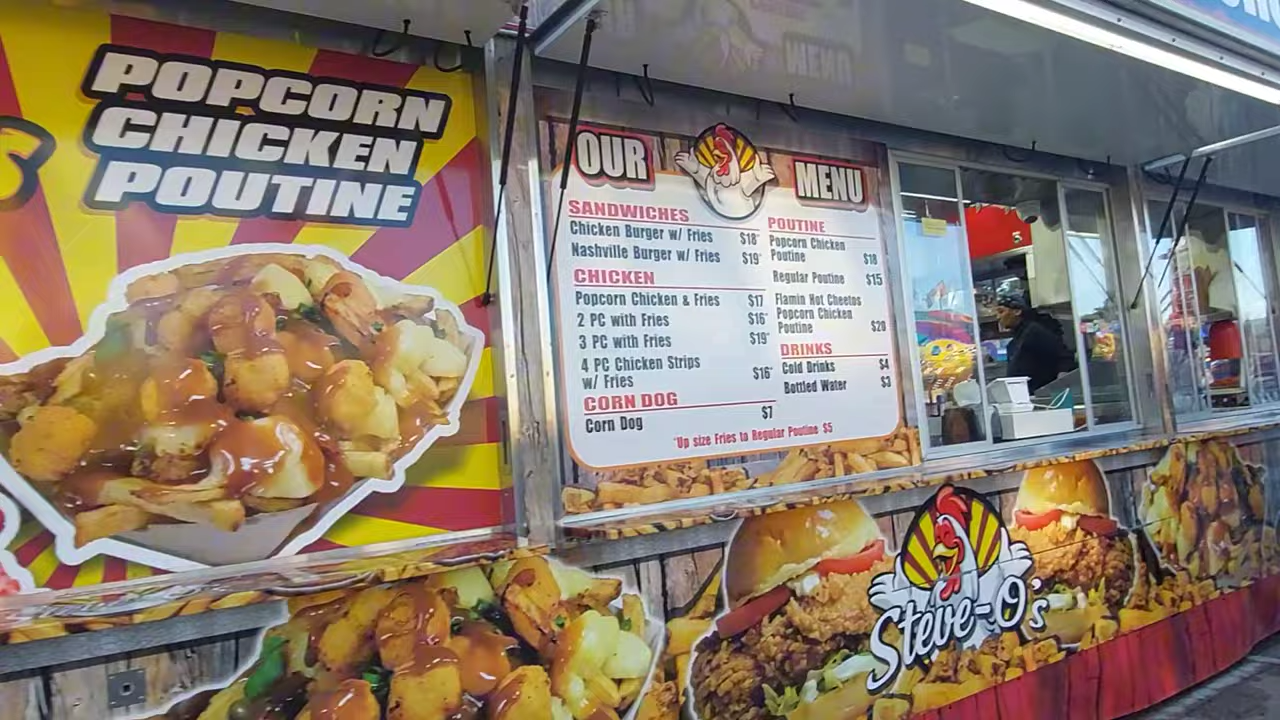 POPCORN
CHICKEN
POUTINE
OUR MENU
SANDWICHES
Chicken Burger w/ Fries $18*
Nashville Burger w/ Fries $19*
CHICKEN
Popcorn Chicken & Fries $17
2 PC with Fries $16*
3 PC with Fries $19*
4 PC Chicken Strips
w/ Fries $16*
CORN DOG
Corn Dog $7
POUTINE
Popcorn Chicken
Poutine $18
Regular Poutine $15
Flamin Hot Cheetos
Popcorn Chicken
Poutine $20
DRINKS
Cold Drinks $4
Bottled Water $3
*Up size Fries to Regular Poutine $5
Steve-O's